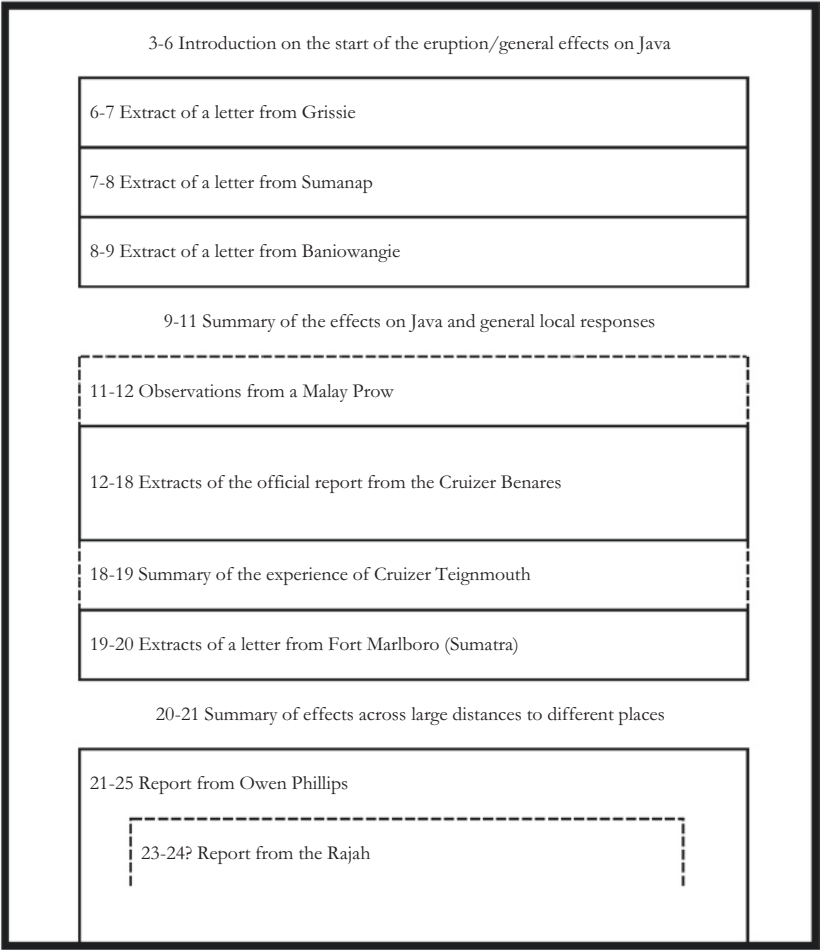 3-6 Introduction on the start of the eruption/general effects on Java
6-7 Extract of a letter from Grissie
7-8 Extract of a letter from Sumanap
8-9 Extract of a letter from Baniowangie
9-11 Summary of the effects on Java and general local responses
11-12 Observations from a Malay Prow
12-18 Extracts of the official report from the Cruizer Benares
18-19 Summary of the experience of Cruizer Teignmouth
19-20 Extracts of a letter from Fort Marlboro (Sumatra)
20-21 Summary of effects across large distances to different places
21-25 Report from Owen Phillips
23-24? Report from the Rajah